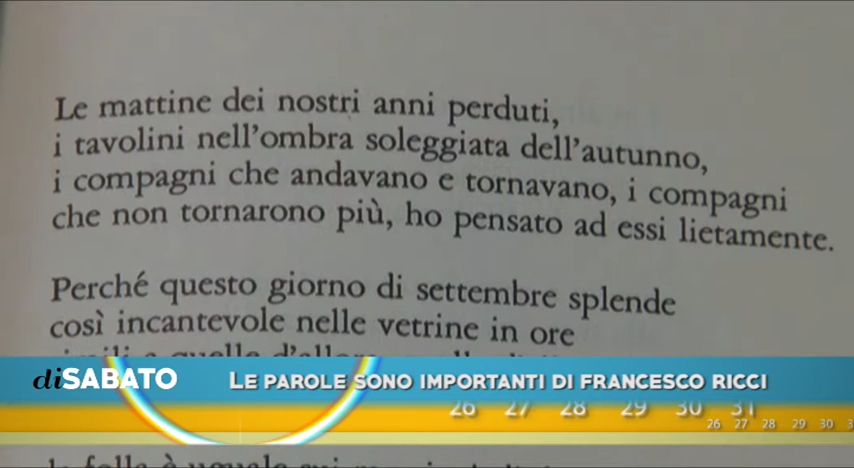 Le mattine dei nostri anni perduti,
i tavolini nell'ombra soleggiata dell'autunno,
i compagni che andavano e tornavano, i compagni
che non tornarono più, ho pensato ad essi lietamente.
Perché questo giorno di settembre splende
così incantevole nelle vetrine in ore
diSABATO
LE PAROLE SONO IMPORTANTI DI FRANCESCO RICCI
26 27 28 29 30 31
26 27 28 29 30 3